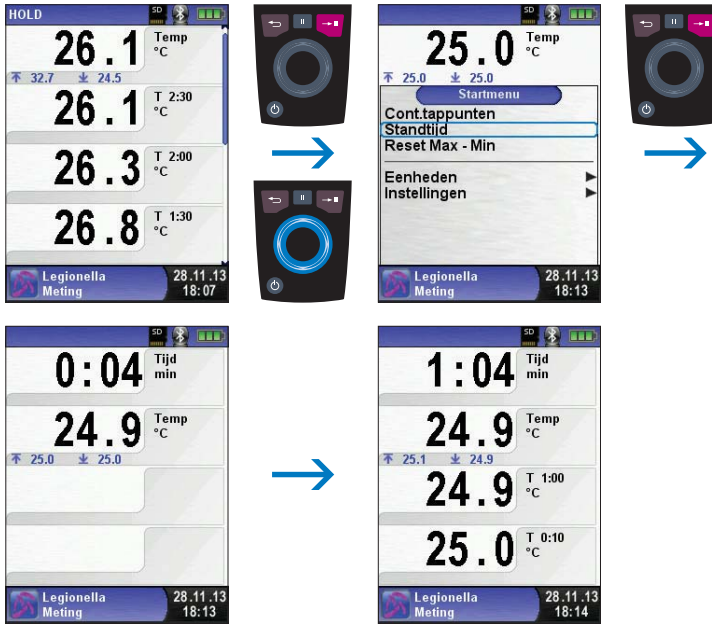 HOLD
SD
26.1 Temp °C
32.7 24.5
26.1 T 2:30 °C
26.3 T 2:00 °C
26.8 T 1:30 °C
Legionella 28.11.13
Meting 18:07
SD
25.0 Temp °C
25.0 25.0
Startmenu
Cont.tappunten
Standtijd
Reset Max - Min
Eenheden
Instellingen
Legionella 28.11.13
Meting 18:13
SD
0:04 Tijd min
24.9 Temp °C
25.0 25.0
Legionella 28.11.13
Meting 18:13
SD
1:04 Tijd min
24.9 Temp °C
25.1 24.9
24.9 T 1:00 °C
25.0 T 0:10 °C
Legionella 28.11.13
Meting 18:14